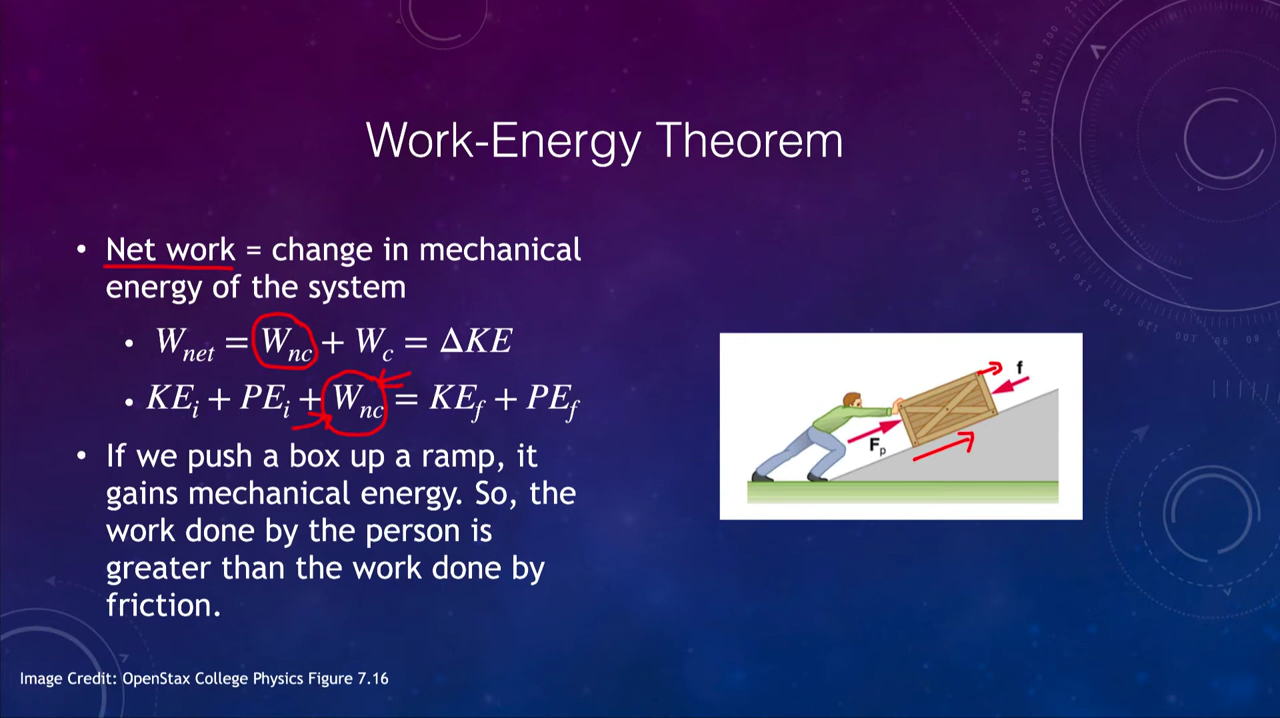 Work-Energy Theorem
• Net work = change in mechanical
energy of the system
• W_net = W_nc + W_c = ΔKE
• KE_i + PE_i + W_nc = KE_f + PE_f
• If we push a box up a ramp, it
gains mechanical energy. So, the
work done by the person is
greater than the work done by
friction.
f
F_p
Image Credit: OpenStax College Physics Figure 7.16